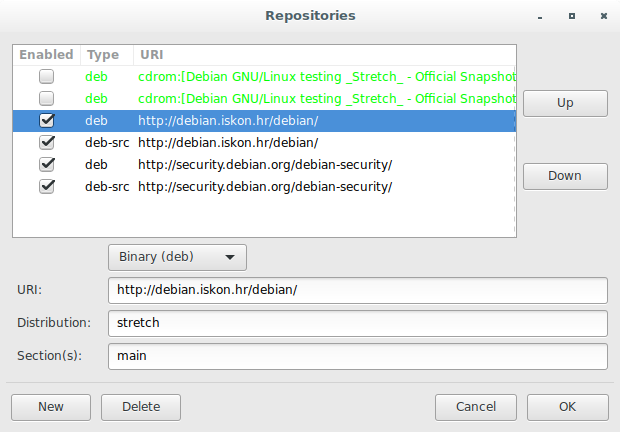 Repositories
Enabled Type URI
deb cdrom:[Debian GNU/Linux testing _Stretch_ - Official Snapshot
deb cdrom:[Debian GNU/Linux testing _Stretch_ - Official Snapshot
deb http://debian.iskon.hr/debian/
deb-src http://debian.iskon.hr/debian/
deb http://security.debian.org/debian-security/
deb-src http://security.debian.org/debian-security/
Up
Down
Binary (deb)
URI: http://debian.iskon.hr/debian/
Distribution: stretch
Section(s): main
New Delete Cancel OK